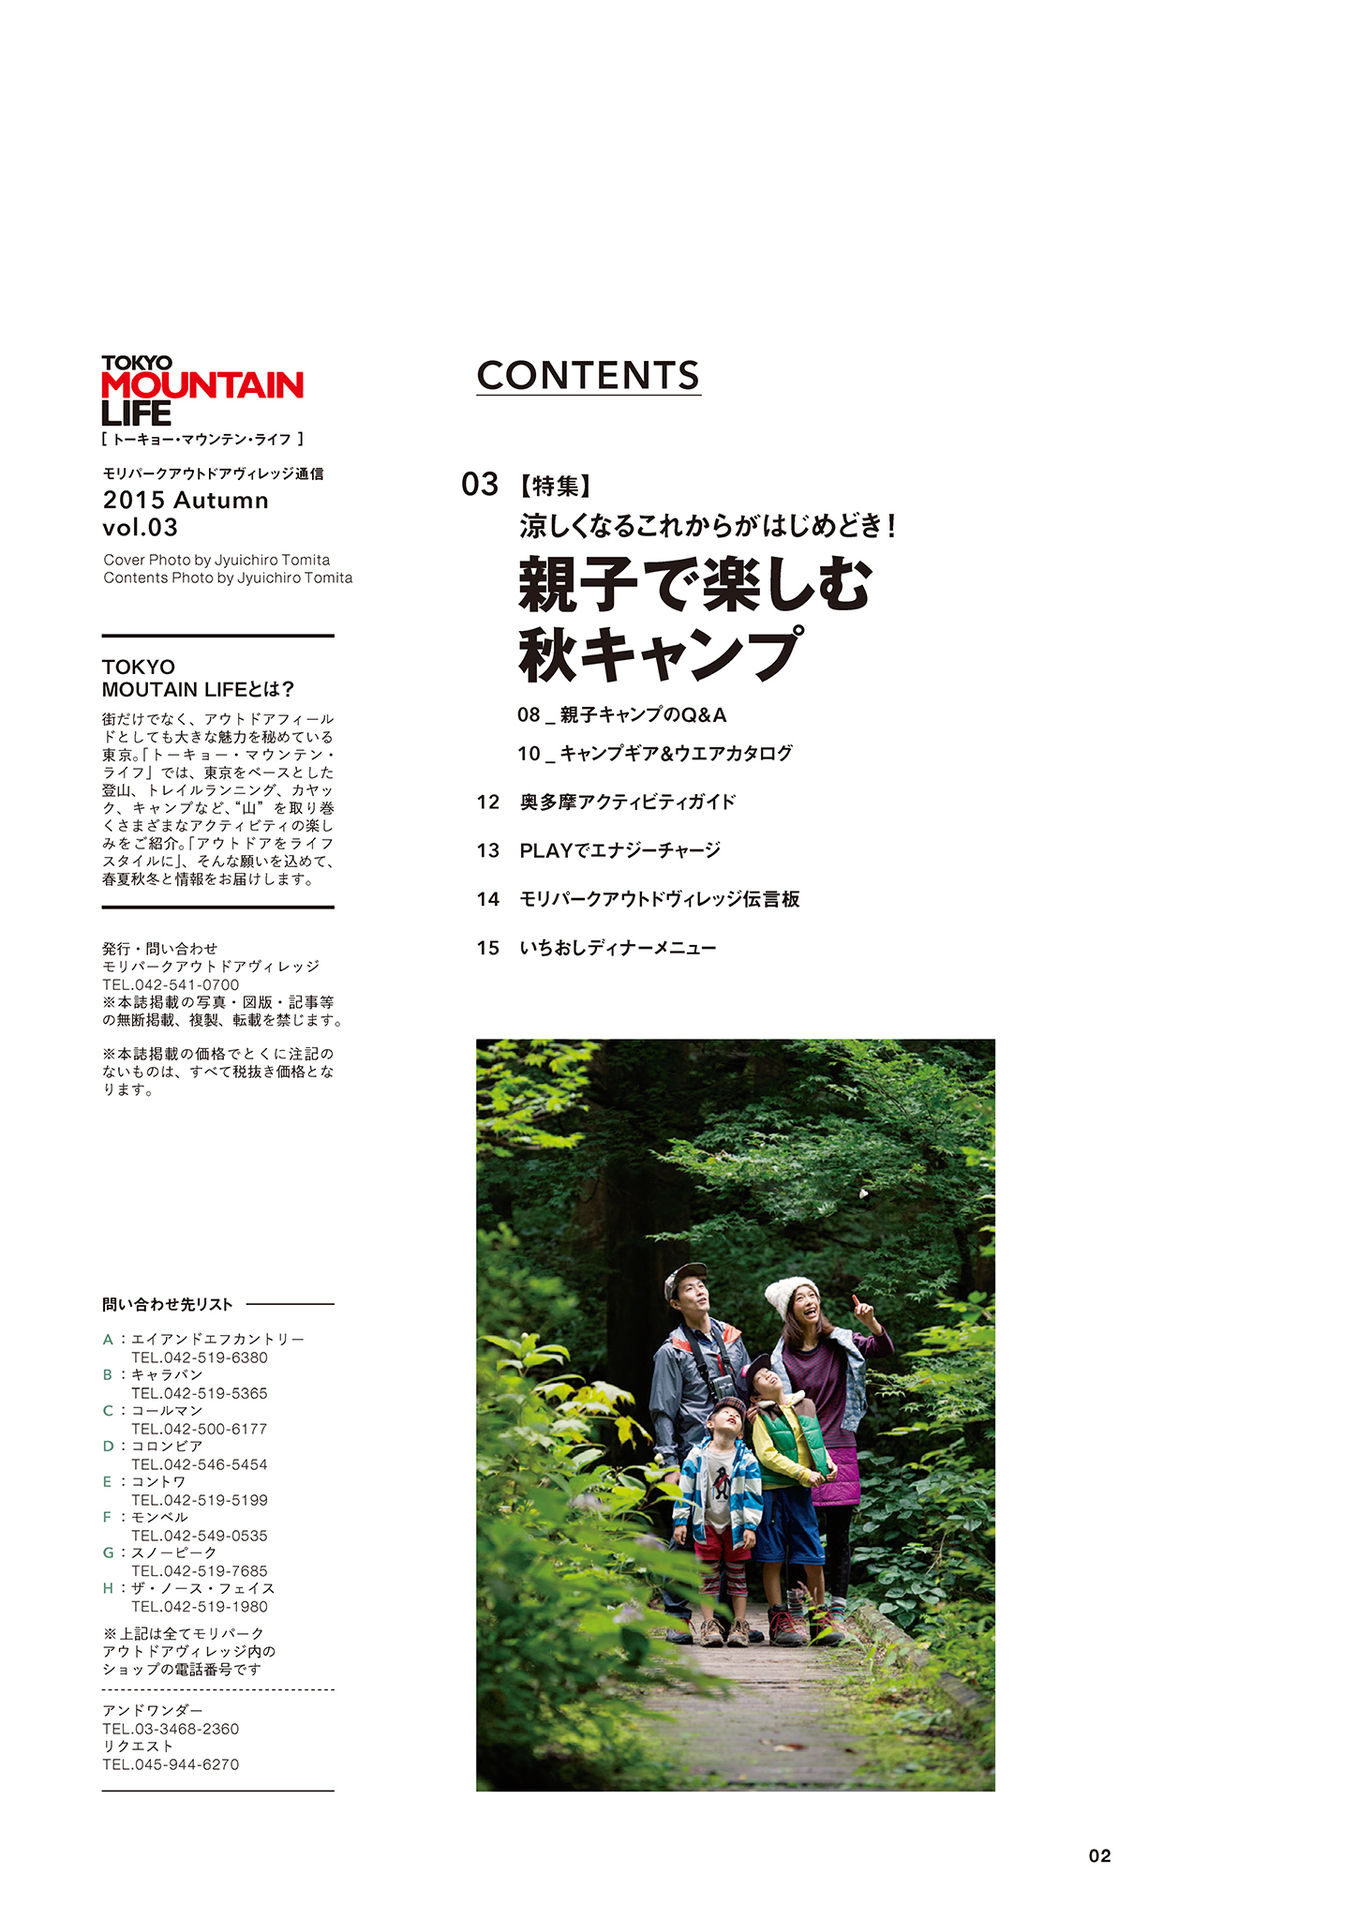 TOKYO
MOUNTAIN
LIFE
[ トーキョー・マウンテン・ライフ ]
モリパークアウトドアヴィレッジ通信
2015 Autumn
vol.03
Cover Photo by Jyuichiro Tomita
Contents Photo by Jyuichiro Tomita
TOKYO
MOUTAIN LIFEとは？
街だけでなく、アウトドアフィール
ドとしても大きな魅力を秘めている
東京。「トーキョー・マウンテン・
ライフ」では、東京をベースとした
登山、トレイルランニング、カヤッ
ク、キャンプなど、“山” を取り巻
くさまざまなアクティビティの楽し
みをご紹介。「アウトドアをライフ
スタイルに」、そんな願いを込めて、
春夏秋冬と情報をお届けします。
発行・問い合わせ
モリパークアウトドアヴィレッジ
TEL.042-541-0700
※本誌掲載の写真・図版・記事等
の無断掲載、複製、転載を禁じます。
※本誌掲載の価格でとくに注記の
ないものは、すべて税抜き価格とな
ります。
問い合わせ先リスト
A：エイアンドエフカントリー
TEL.042-519-6380
B：キャラバン
TEL.042-519-5365
C：コールマン
TEL.042-500-6177
D：コロンビア
TEL.042-546-5454
E：コントワ
TEL.042-519-5199
F：モンベル
TEL.042-549-0535
G：スノーピーク
TEL.042-519-7685
H：ザ・ノース・フェイス
TEL.042-519-1980
※上記は全てモリパーク
アウトドアヴィレッジ内の
ショップの電話番号です
アンドワンダー
TEL.03-3468-2360
リクエスト
TEL.045-944-6270
CONTENTS
03 【特集】
涼しくなるこれからがはじめどき！
親子で楽しむ
秋キャンプ
08 _ 親子キャンプのQ&A
10 _ キャンプギア&ウエアカタログ
12 奥多摩アクティビティガイド
13 PLAYでエナジーチャージ
14 モリパークアウトドヴィレッジ伝言板
15 いちおしディナーメニュー
02